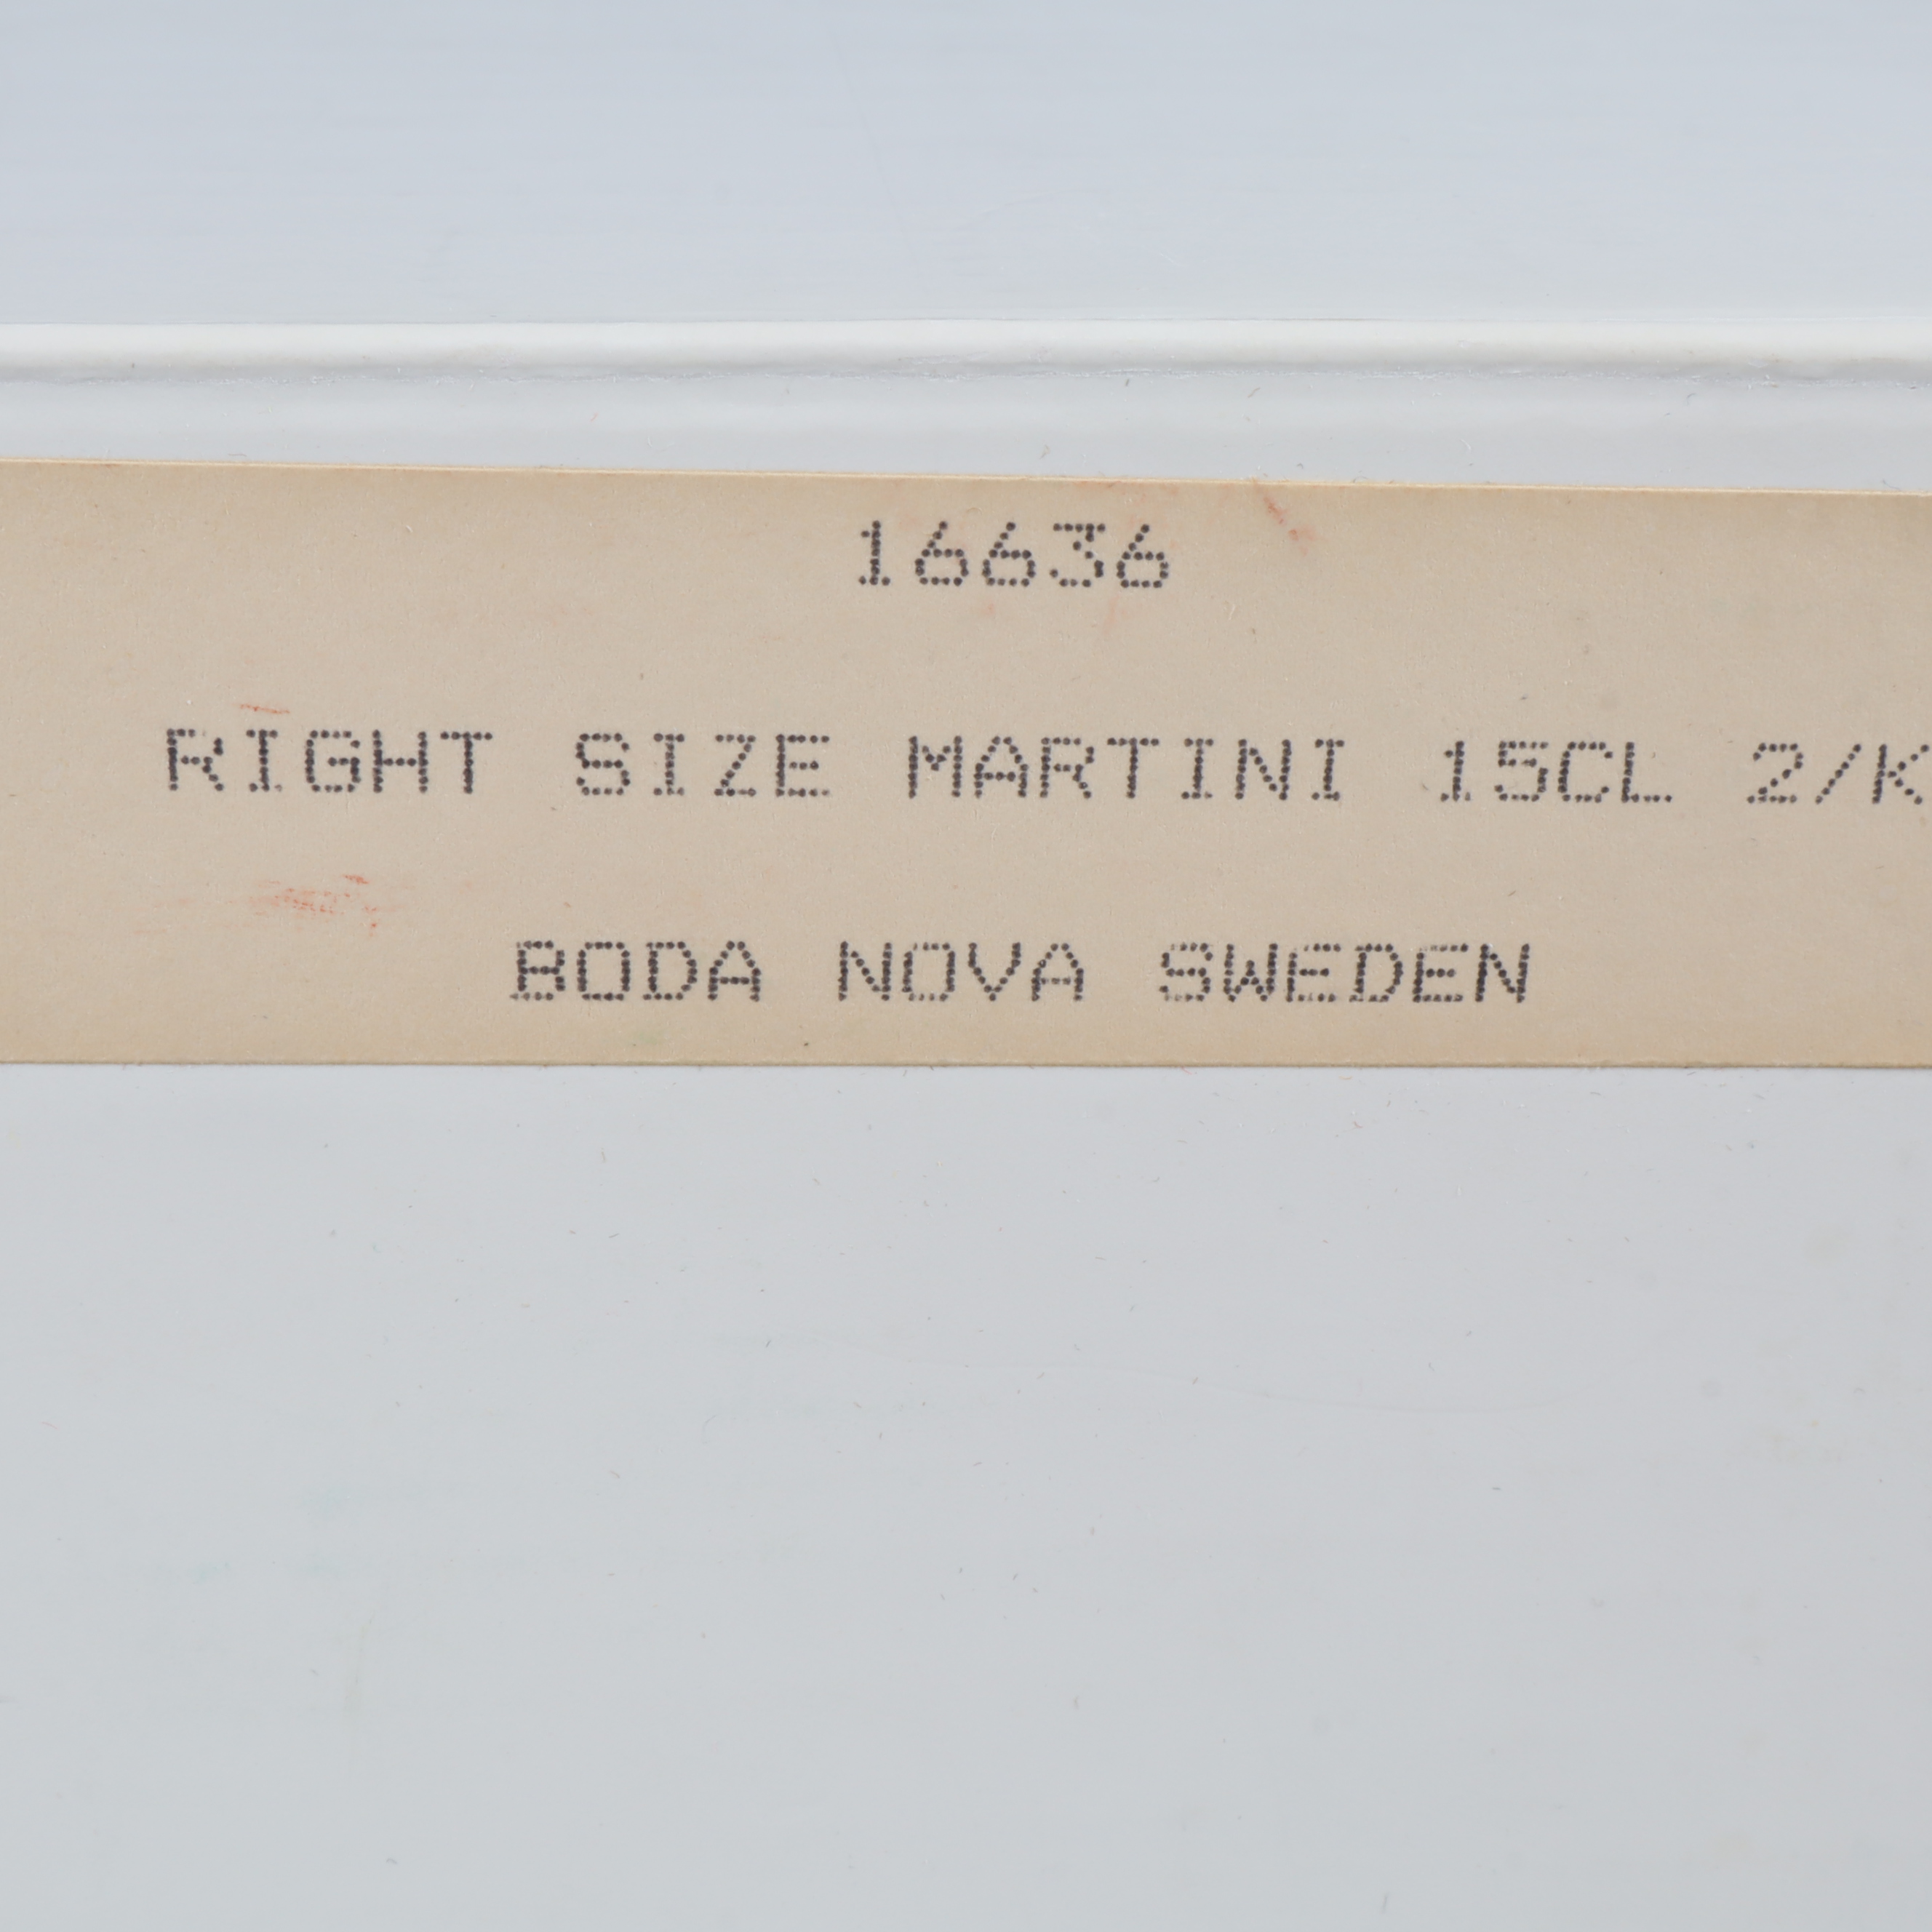 16636
RIGHT SIZE MARTINI 15CL 2/K
BODA NOVA SWEDEN